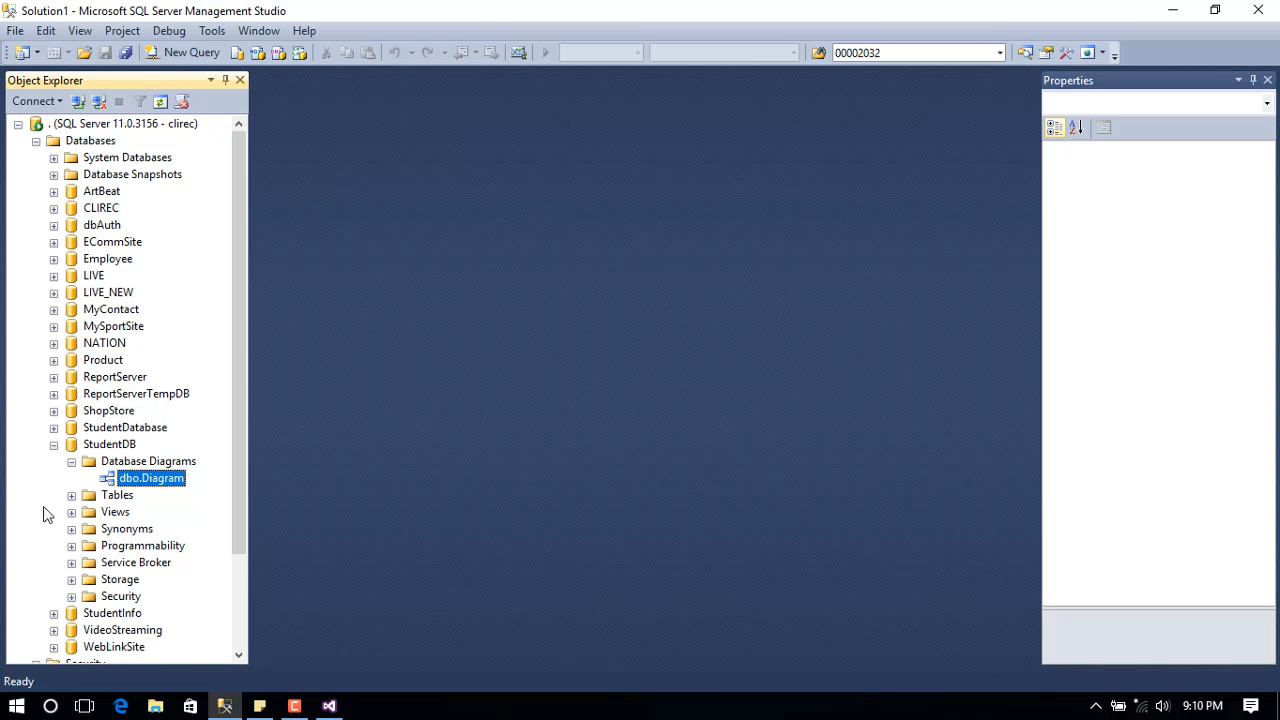 Solution1 - Microsoft SQL Server Management Studio
File Edit View Project Debug Tools Window Help
New Query 00002032
Object Explorer
Properties
Connect
. (SQL Server 11.0.3156 - clirec)
Databases
System Databases
Database Snapshots
ArtBeat
CLIREC
dbAuth
ECommSite
Employee
LIVE
LIVE_NEW
MyContact
MySportSite
NATION
Product
ReportServer
ReportServerTempDB
ShopStore
StudentDatabase
StudentDB
Database Diagrams
dbo.Diagram
Tables
Views
Synonyms
Programmability
Service Broker
Storage
Security
StudentInfo
VideoStreaming
WebLinkSite
Security
Ready
9:10 PM